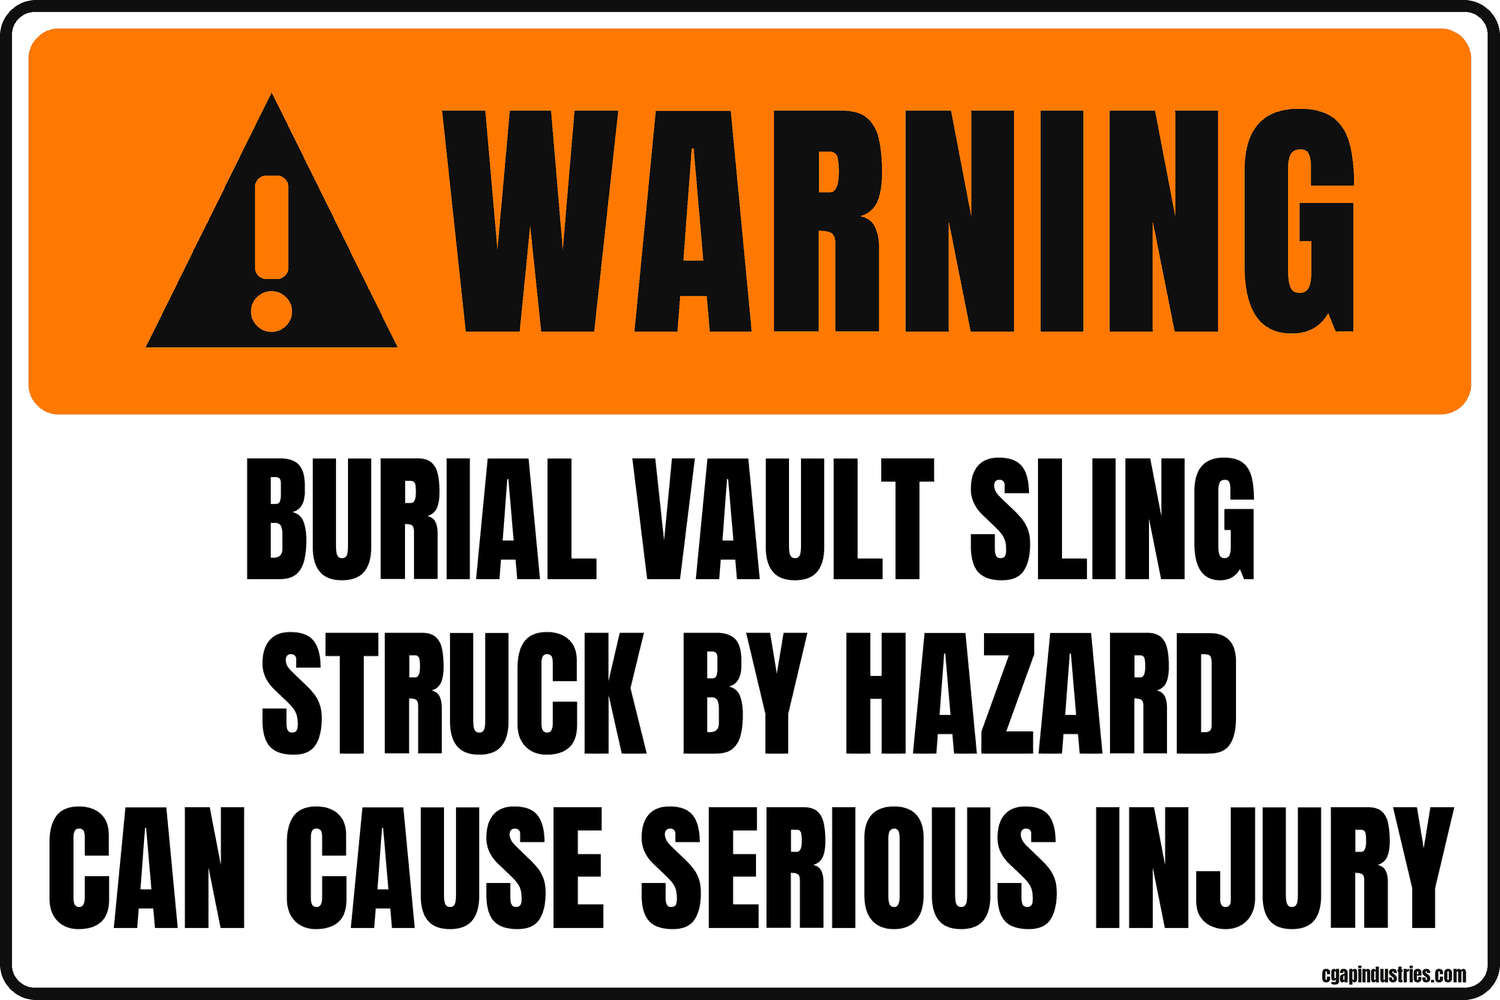 WARNING
BURIAL VAULT SLING
STRUCK BY HAZARD
CAN CAUSE SERIOUS INJURY
cgapindustries.com